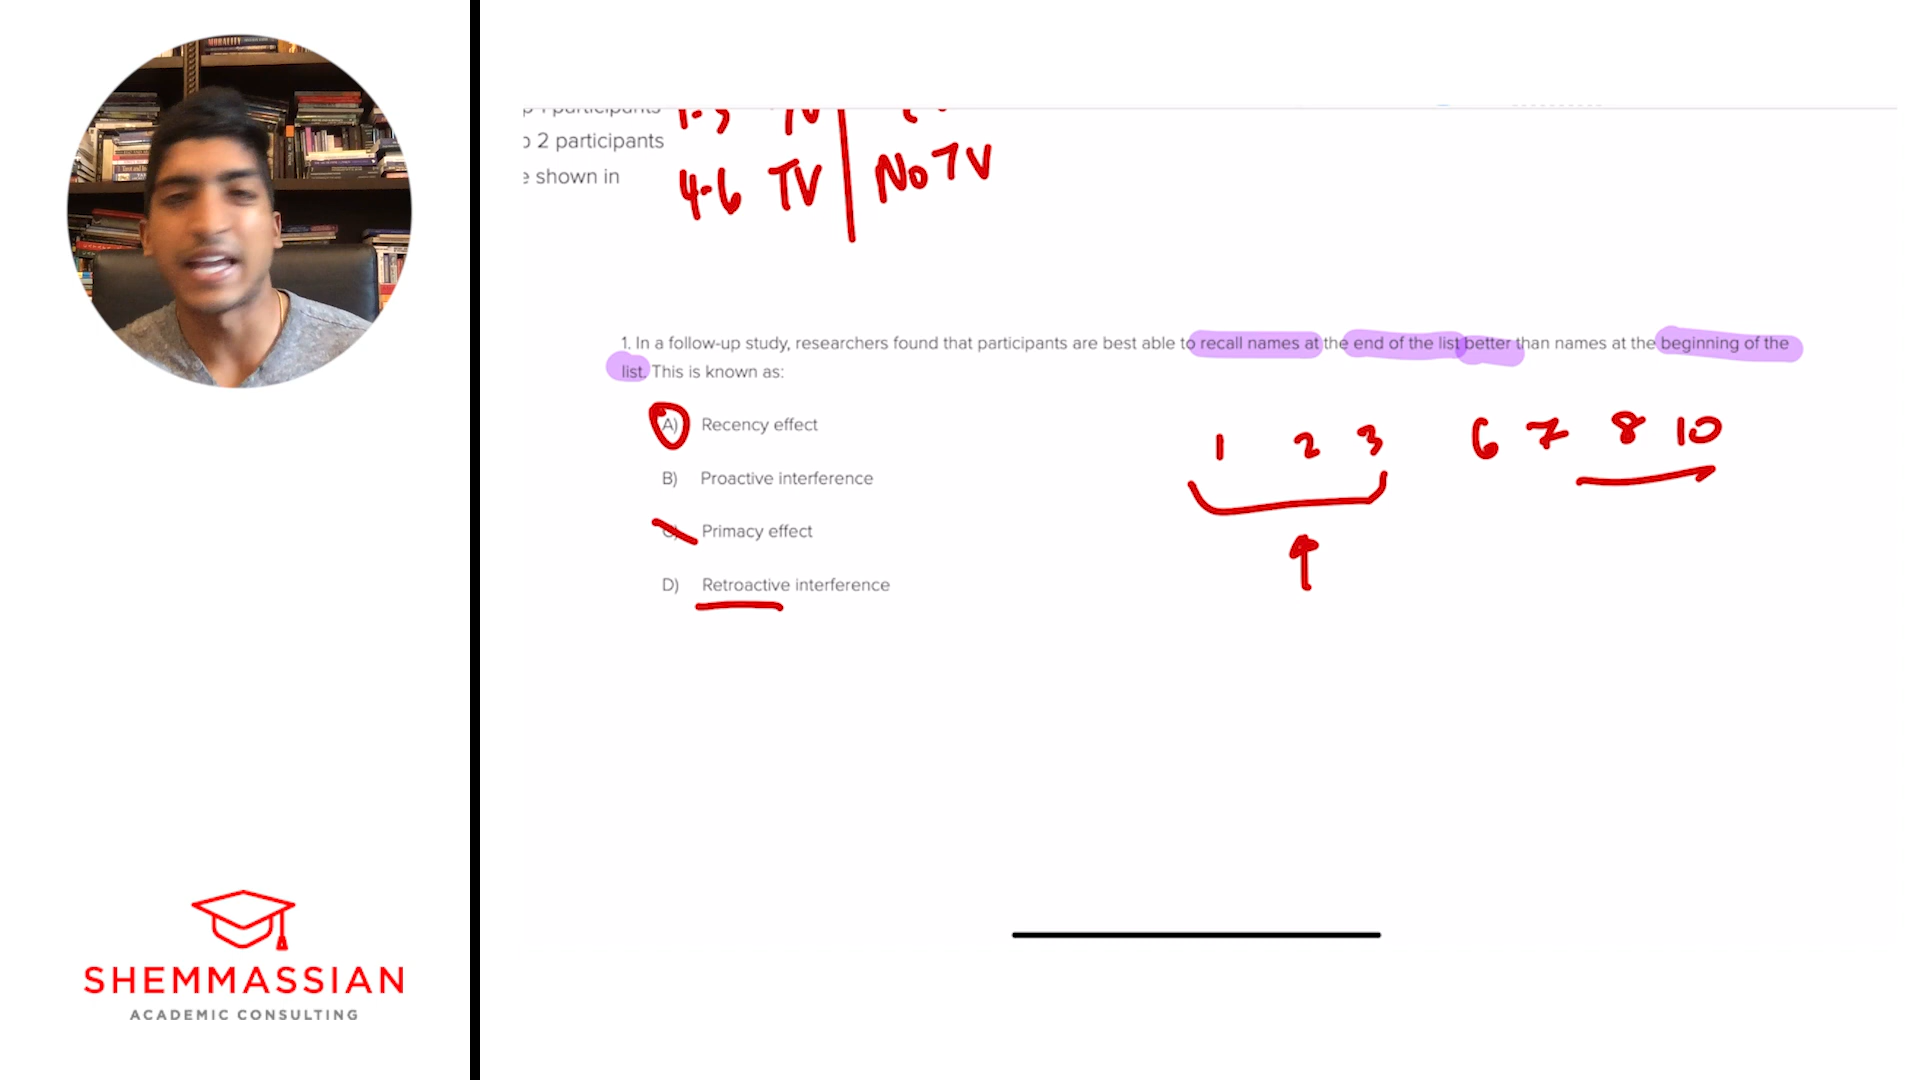 participants
2 participants
4-6 TV No TV
shown in
1. In a follow-up study, researchers found that participants are best able to recall names at the end of the list better than names at the beginning of the
list. This is known as:
A) Recency effect
1 2 3 6 7 8 10
B) Proactive interference
Primacy effect
D) Retroactive interference
SHEMMASSIAN
ACADEMIC CONSULTING